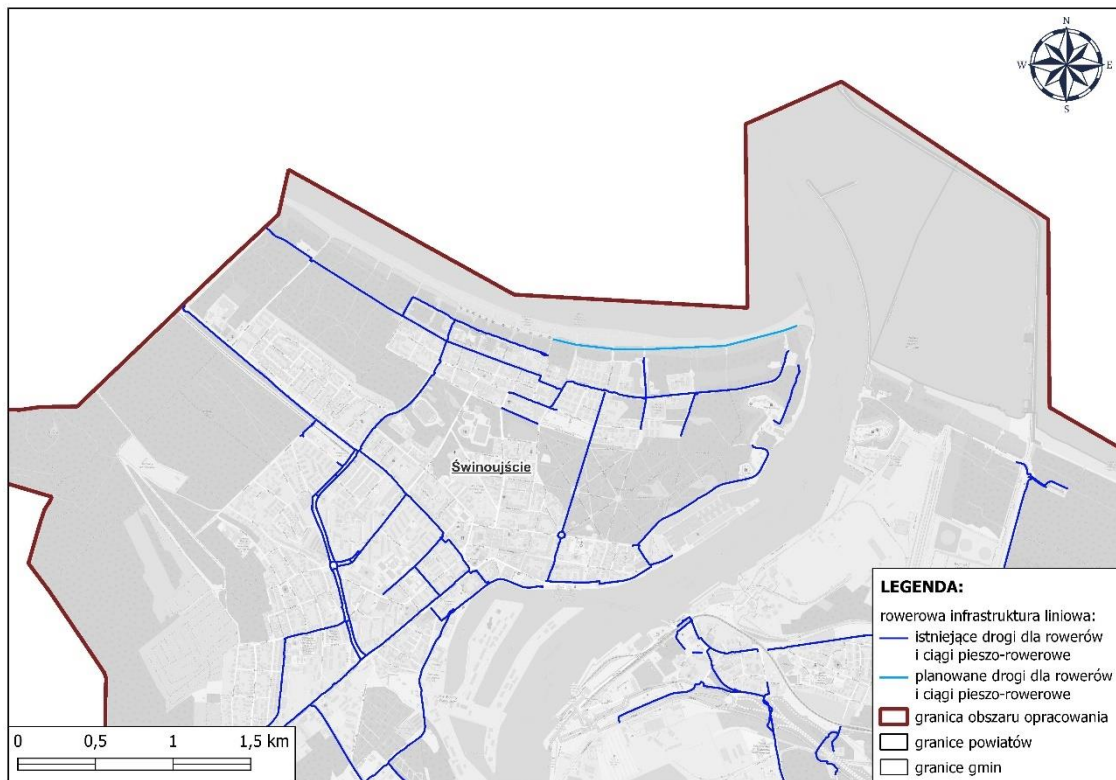 N
W E
S
Świnoujście
LEGENDA:
rowerowa infrastruktura liniowa:
istniejące drogi dla rowerów
i ciągi pieszo-rowerowe
planowane drogi dla rowerów
i ciągi pieszo-rowerowe
granica obszaru opracowania
granice powiatów
granice gmin
0 0,5 1 1,5 km